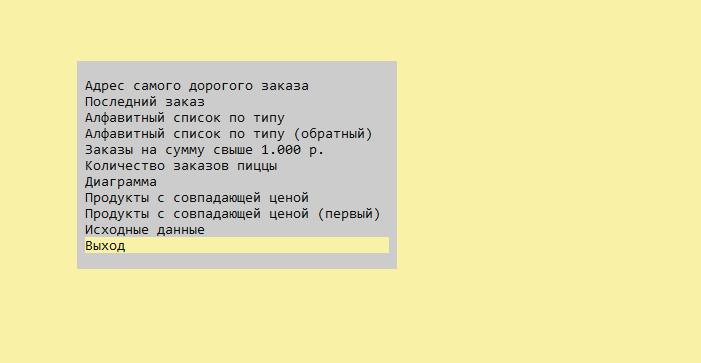 Адрес самого дорогого заказа
Последний заказ
Алфавитный список по типу
Алфавитный список по типу (обратный)
Заказы на сумму свыше 1.000 р.
Количество заказов пиццы
Диаграмма
Продукты с совпадающей ценой
Продукты с совпадающей ценой (первый)
Исходные данные
Выход